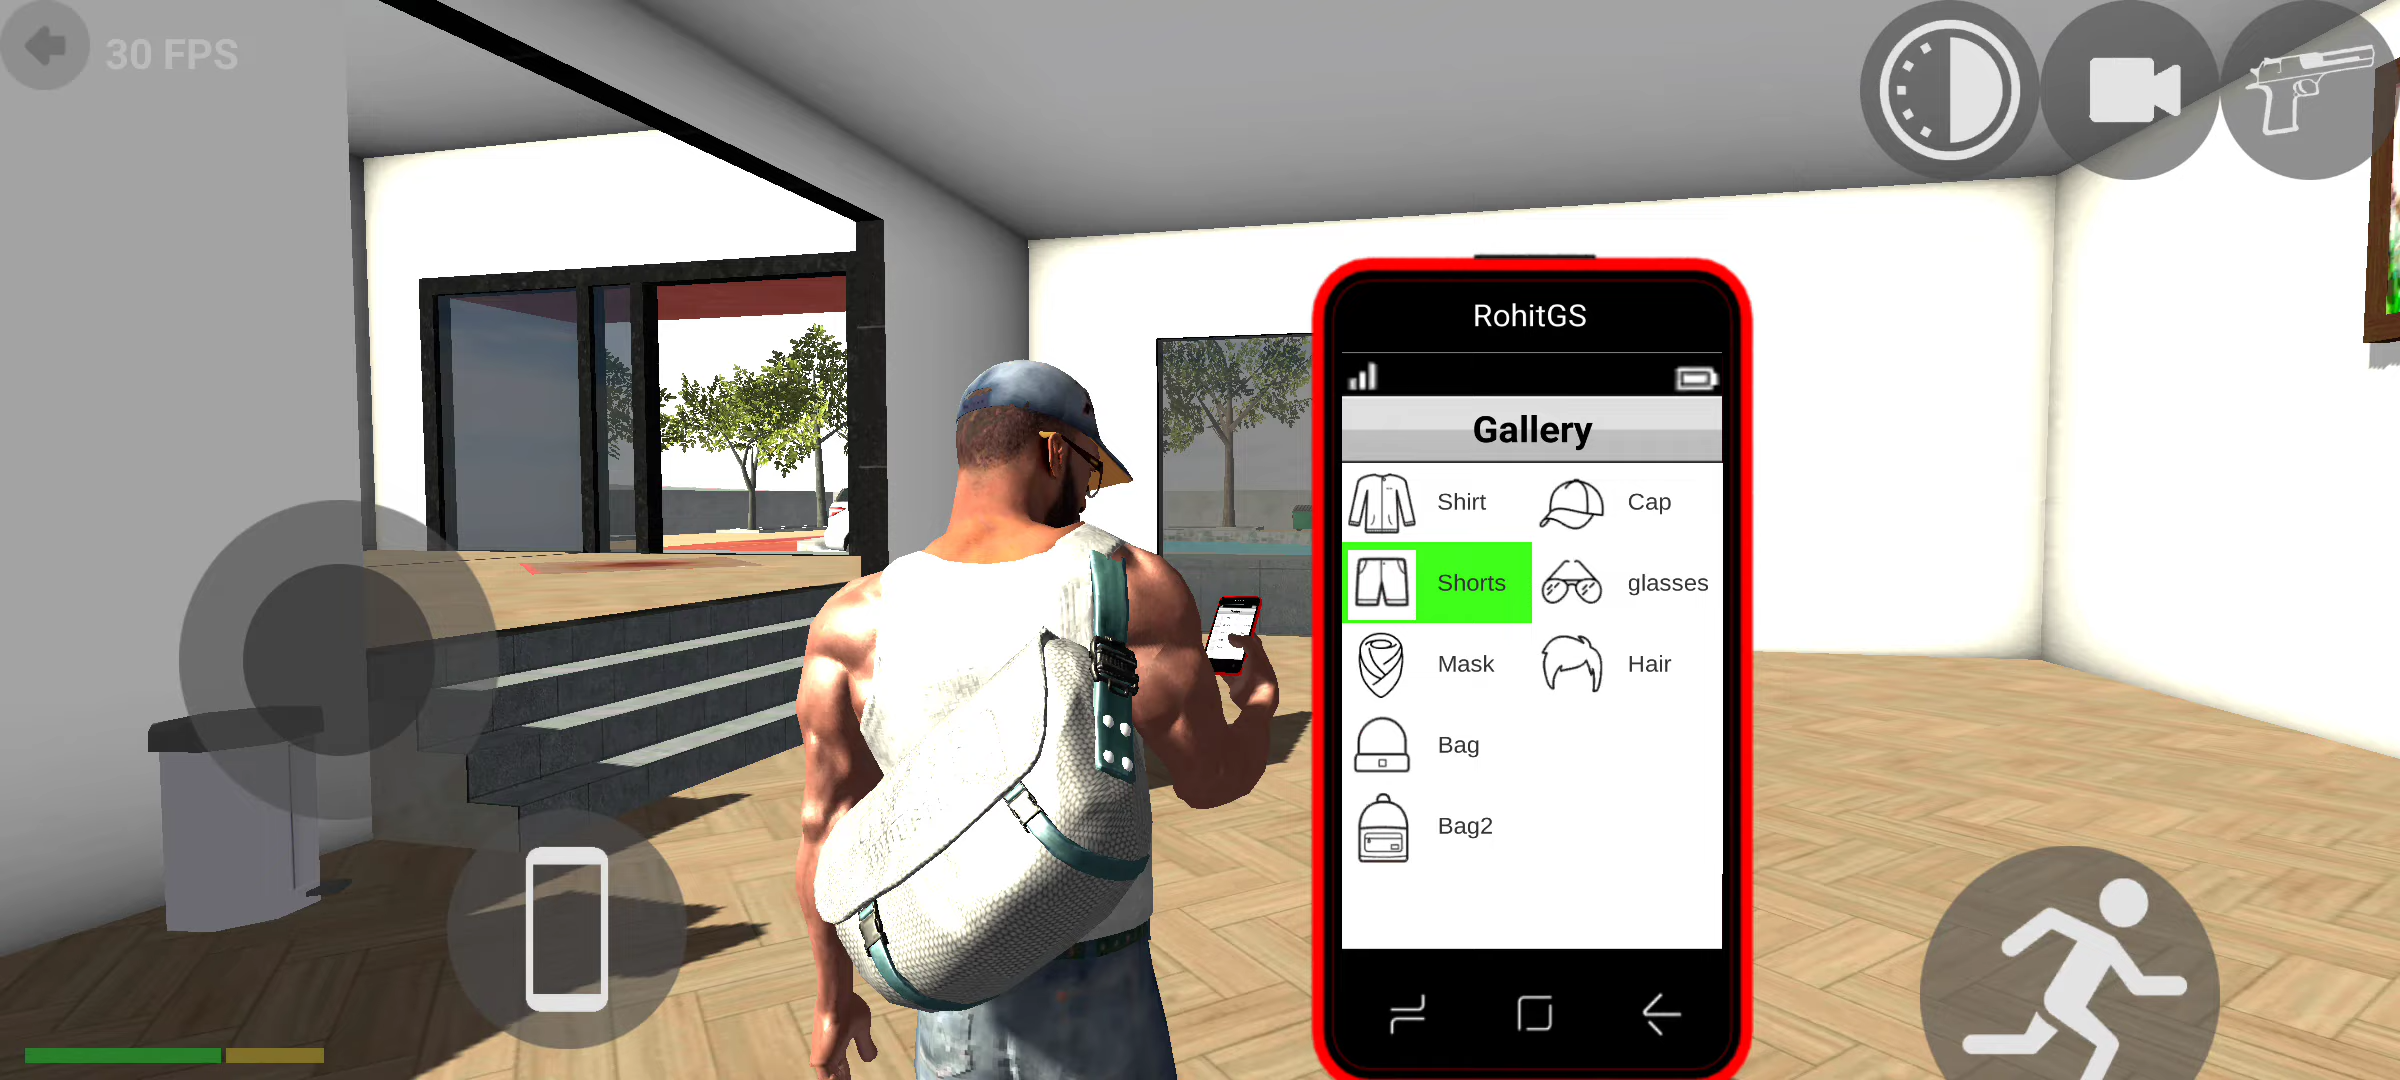 30 FPS
RohitGS
Gallery
Shirt
Cap
Shorts
glasses
Mask
Hair
Bag
Bag2